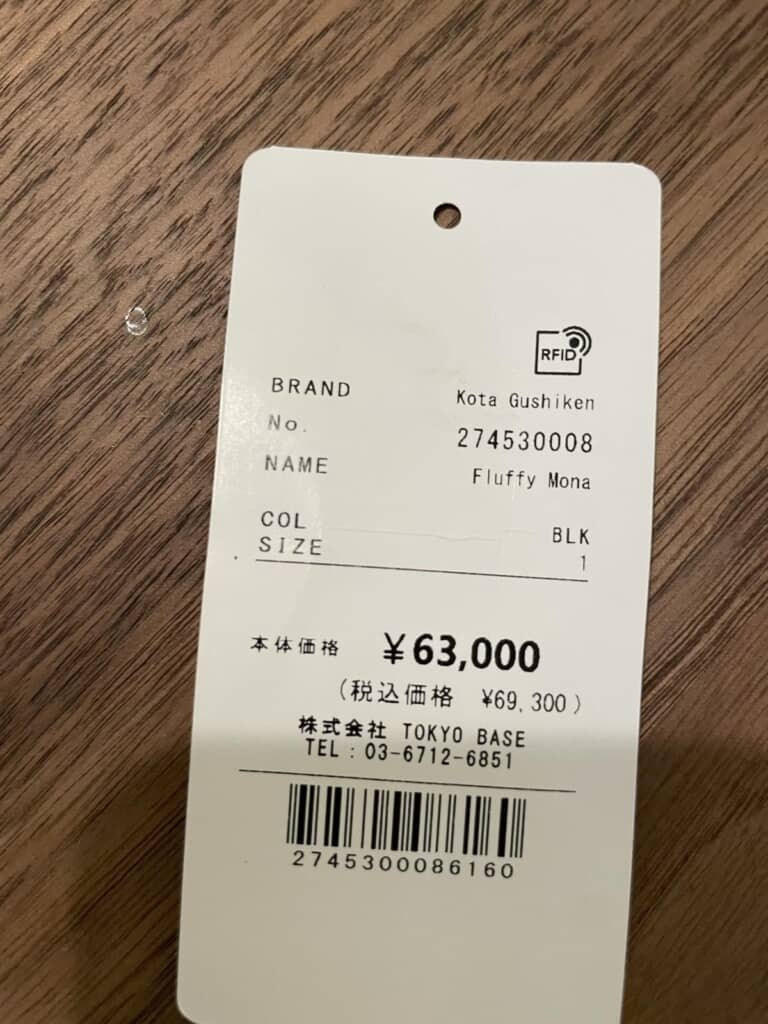 RFID
BRAND Kota Gushiken
No. 274530008
NAME Fluffy Mona
COL BLK
SIZE 1
本体価格 ¥63,000
(税込価格 ¥69,300)
株式会社 TOKYO BASE
TEL:03-6712-6851
2745300086160